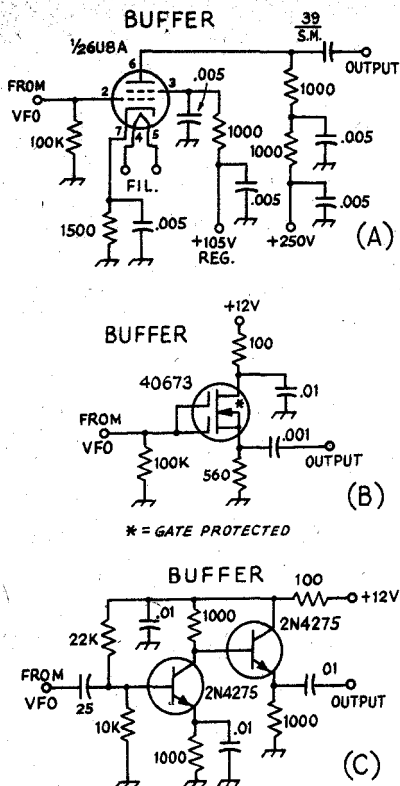 BUFFER
½6U8A
39
S.M.
OUTPUT
6
FROM
VFO
2
3
.005
1000
1000
.005
100K
7
4
5
FIL.
1500
.005
.005
.005
+105V
REG.
+250V
(A)
BUFFER
+12V
100
40673
.01
*
FROM
VFO
.001
OUTPUT
100K
560
(B)
* = GATE PROTECTED
BUFFER
100
+12V
.01
1000
2N4275
22K
FROM
VFO
25
2N4275
.01
OUTPUT
10K
1000
.01
1000
(C)